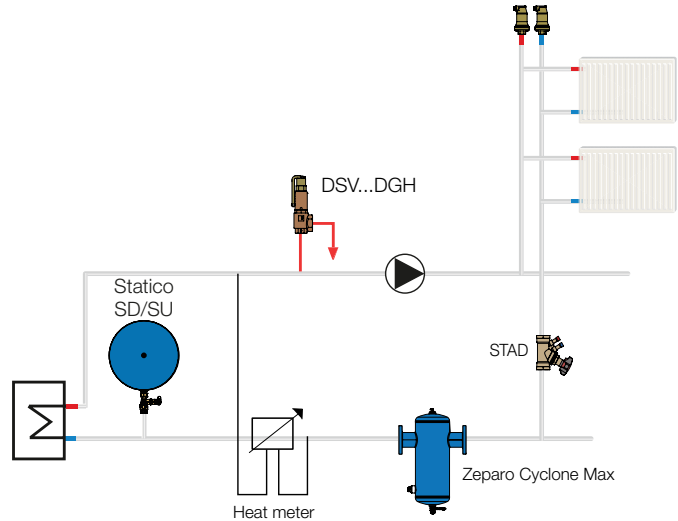 DSV...DGH
Statico
SD/SU
STAD
Zeparo Cyclone Max
Heat meter